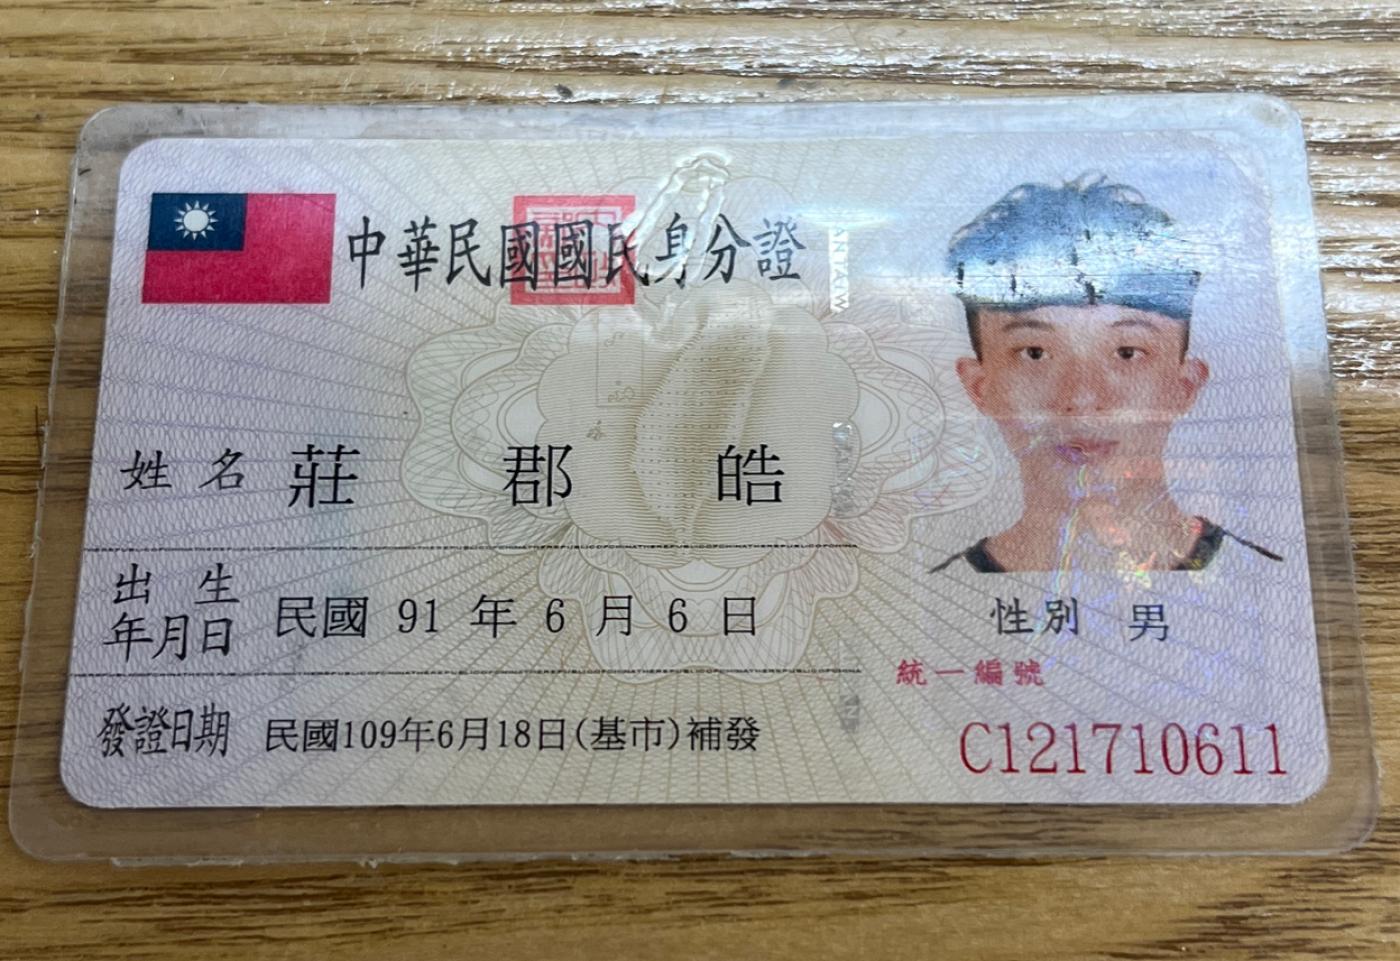 中華民國國民身分證
姓名 莊郡皓
出生年月日 民國 91 年 6 月 6 日
性別 男
統一編號
發證日期 民國109年6月18日(基市)補發
C121710611